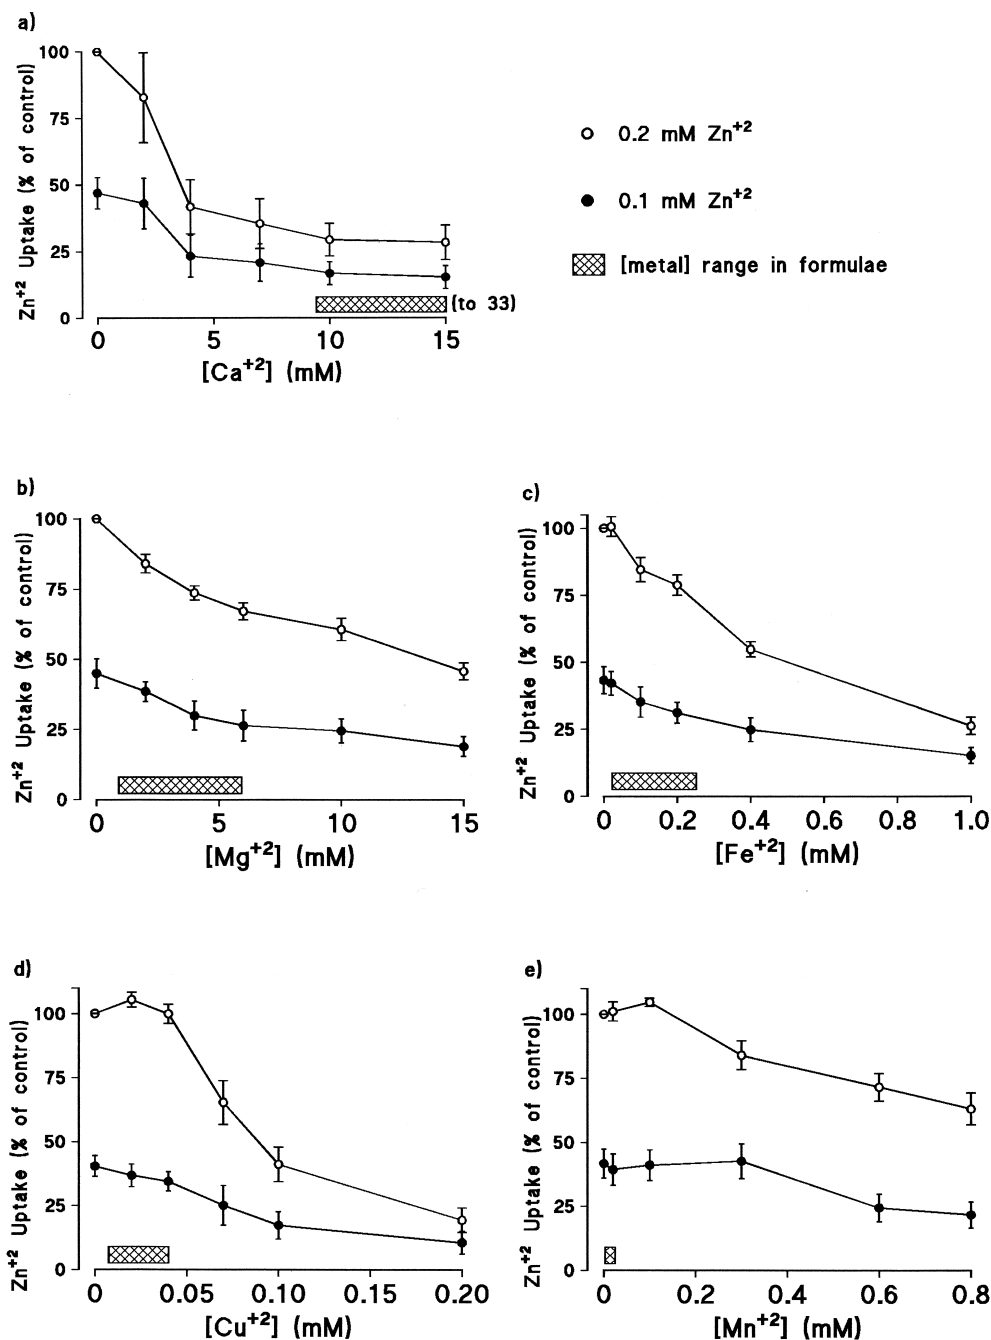 a)
Zn⁺² Uptake (% of control)
100
75
50
25
0
0 5 10 15
(to 33)
[Ca⁺²] (mM)
0.2 mM Zn⁺²
0.1 mM Zn⁺²
[metal] range in formulae
b)
Zn⁺² Uptake (% of control)
100
75
50
25
0
0 5 10 15
[Mg⁺²] (mM)
c)
Zn⁺² Uptake (% of control)
100
75
50
25
0
0 0.2 0.4 0.6 0.8 1.0
[Fe⁺²] (mM)
d)
Zn⁺² Uptake (% of control)
100
75
50
25
0
0 0.05 0.10 0.15 0.20
[Cu⁺²] (mM)
e)
Zn⁺² Uptake (% of control)
100
75
50
25
0
0 0.2 0.4 0.6 0.8
[Mn⁺²] (mM)